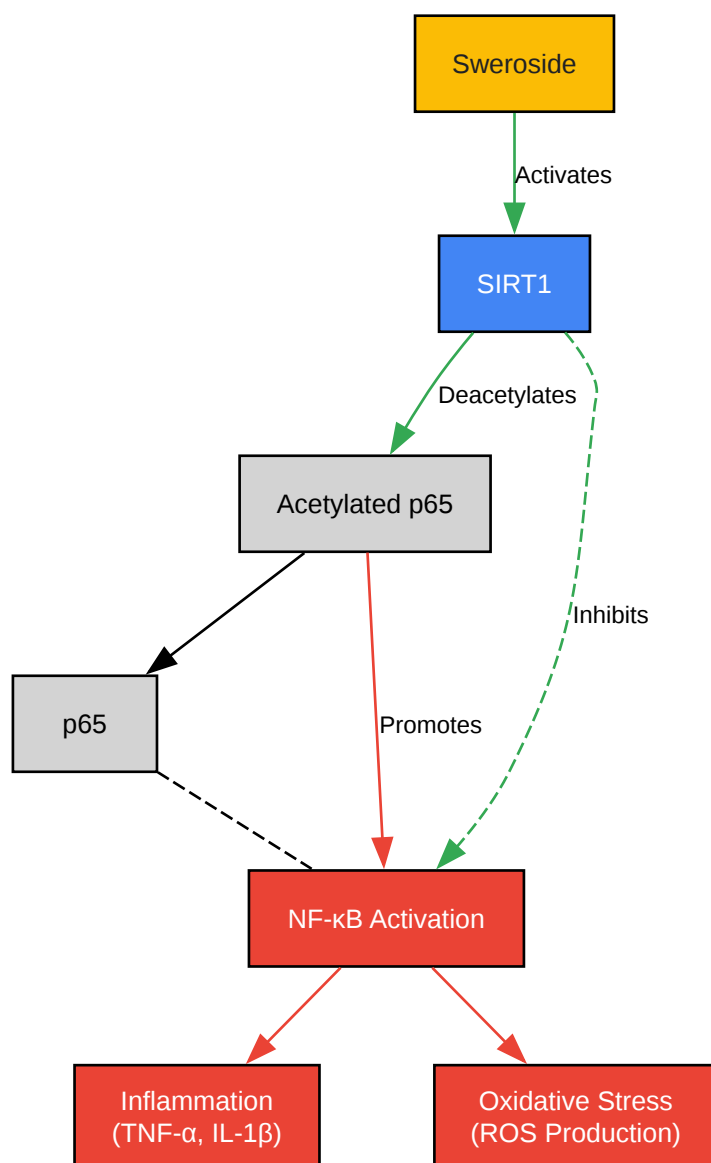 Sweroside
Activates
SIRT1
Deacetylates
Acetylated p65
Inhibits
p65
Promotes
NF-κB Activation
Inflammation
(TNF-α, IL-1β)
Oxidative Stress
(ROS Production)